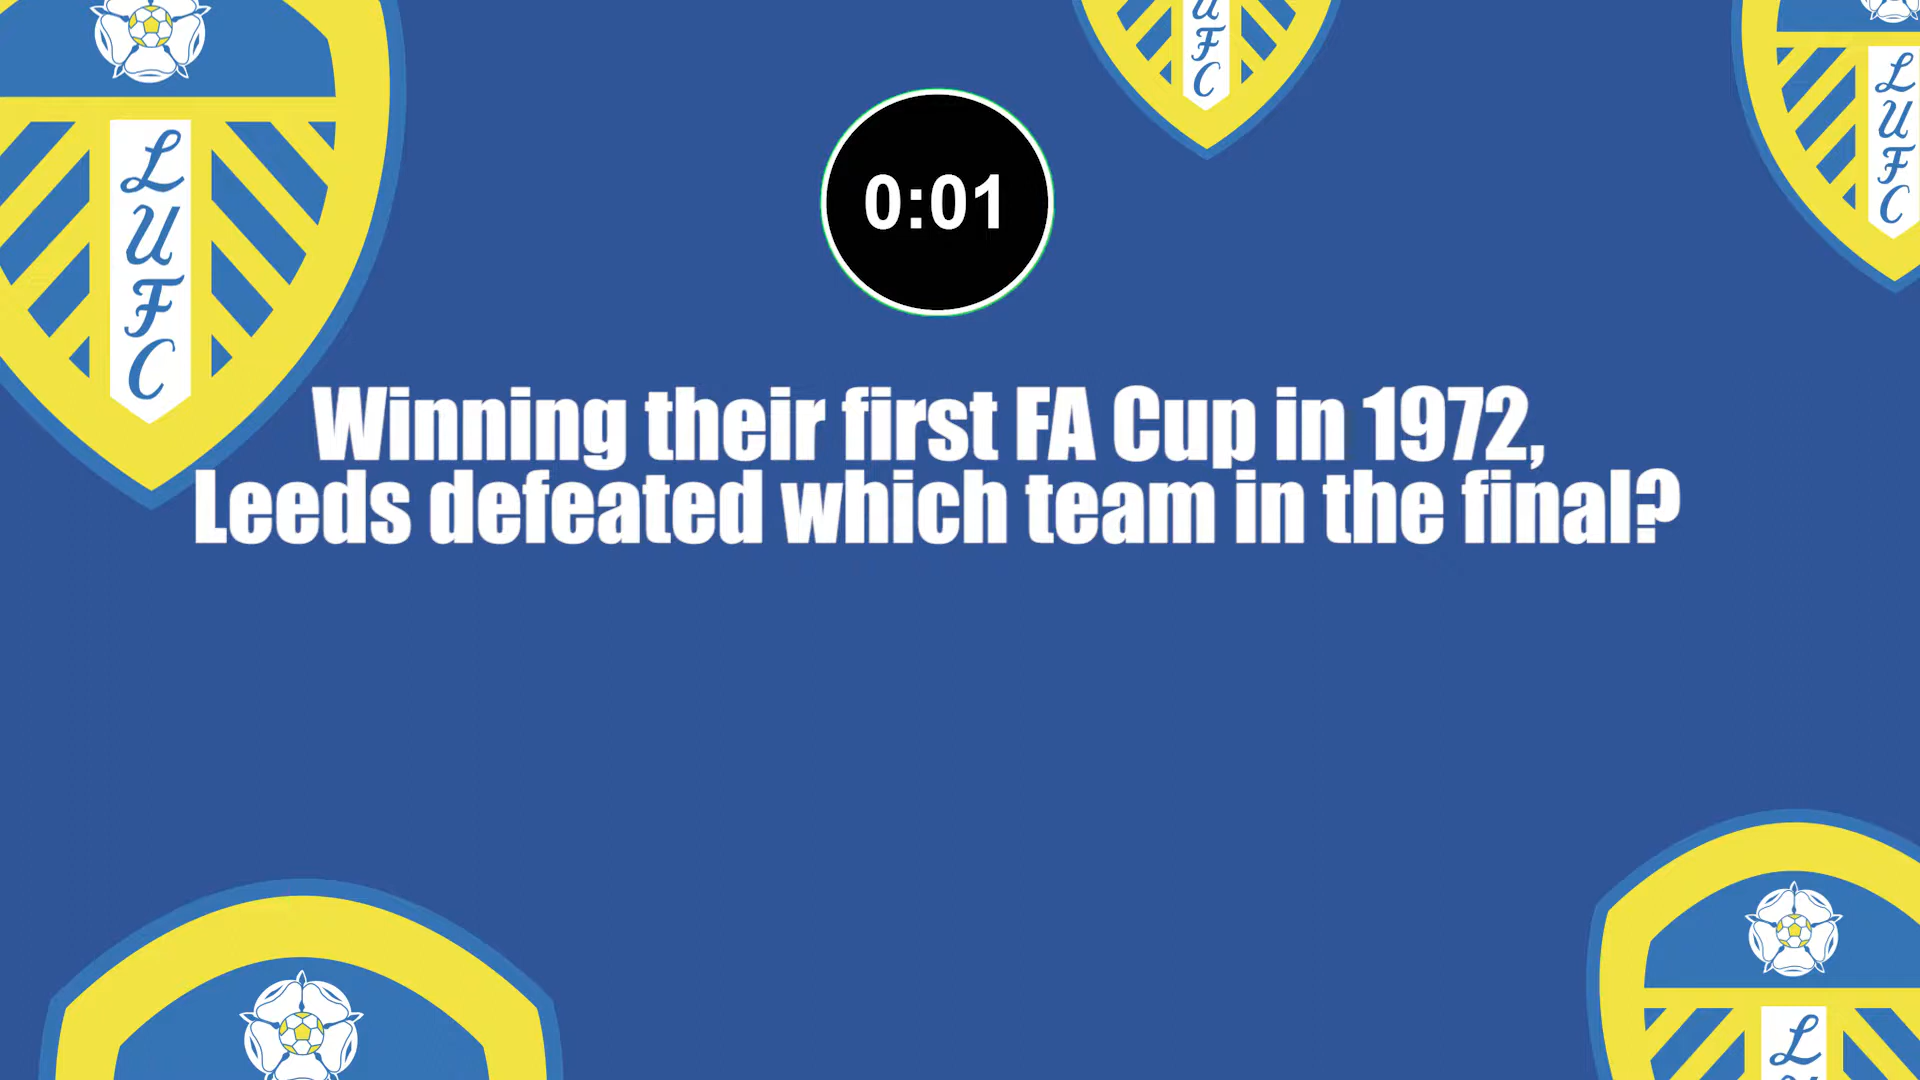 U
F
C
L
U
F
C
L
U
F
C
0:01
Winning their first FA Cup in 1972,
Leeds defeated which team in the final?
L